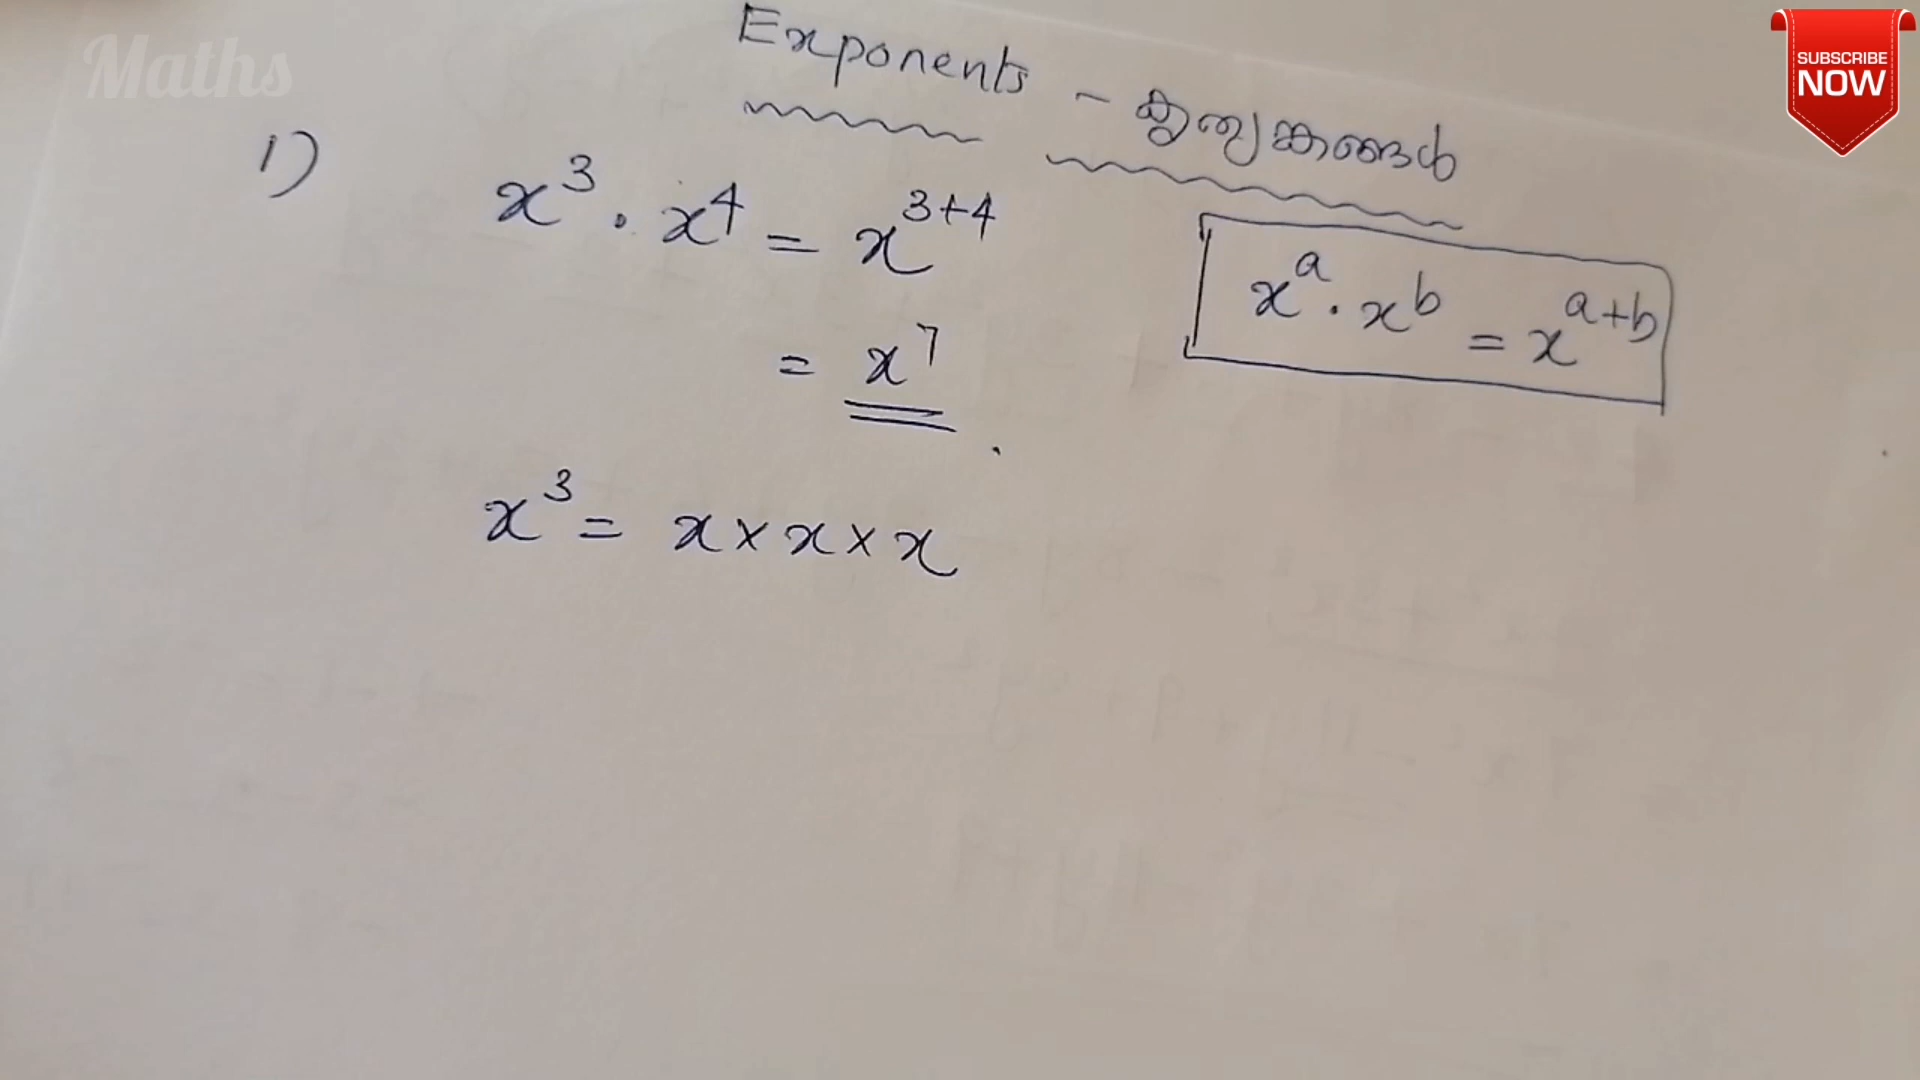 Maths
SUBSCRIBE
NOW
Exponents - കൃത്യങ്കങ്ങൾ
1) x³ · x⁴ = x³⁺⁴
= x⁷
xᵃ · xᵇ = xᵃ⁺ᵇ
x³ = x × x × x